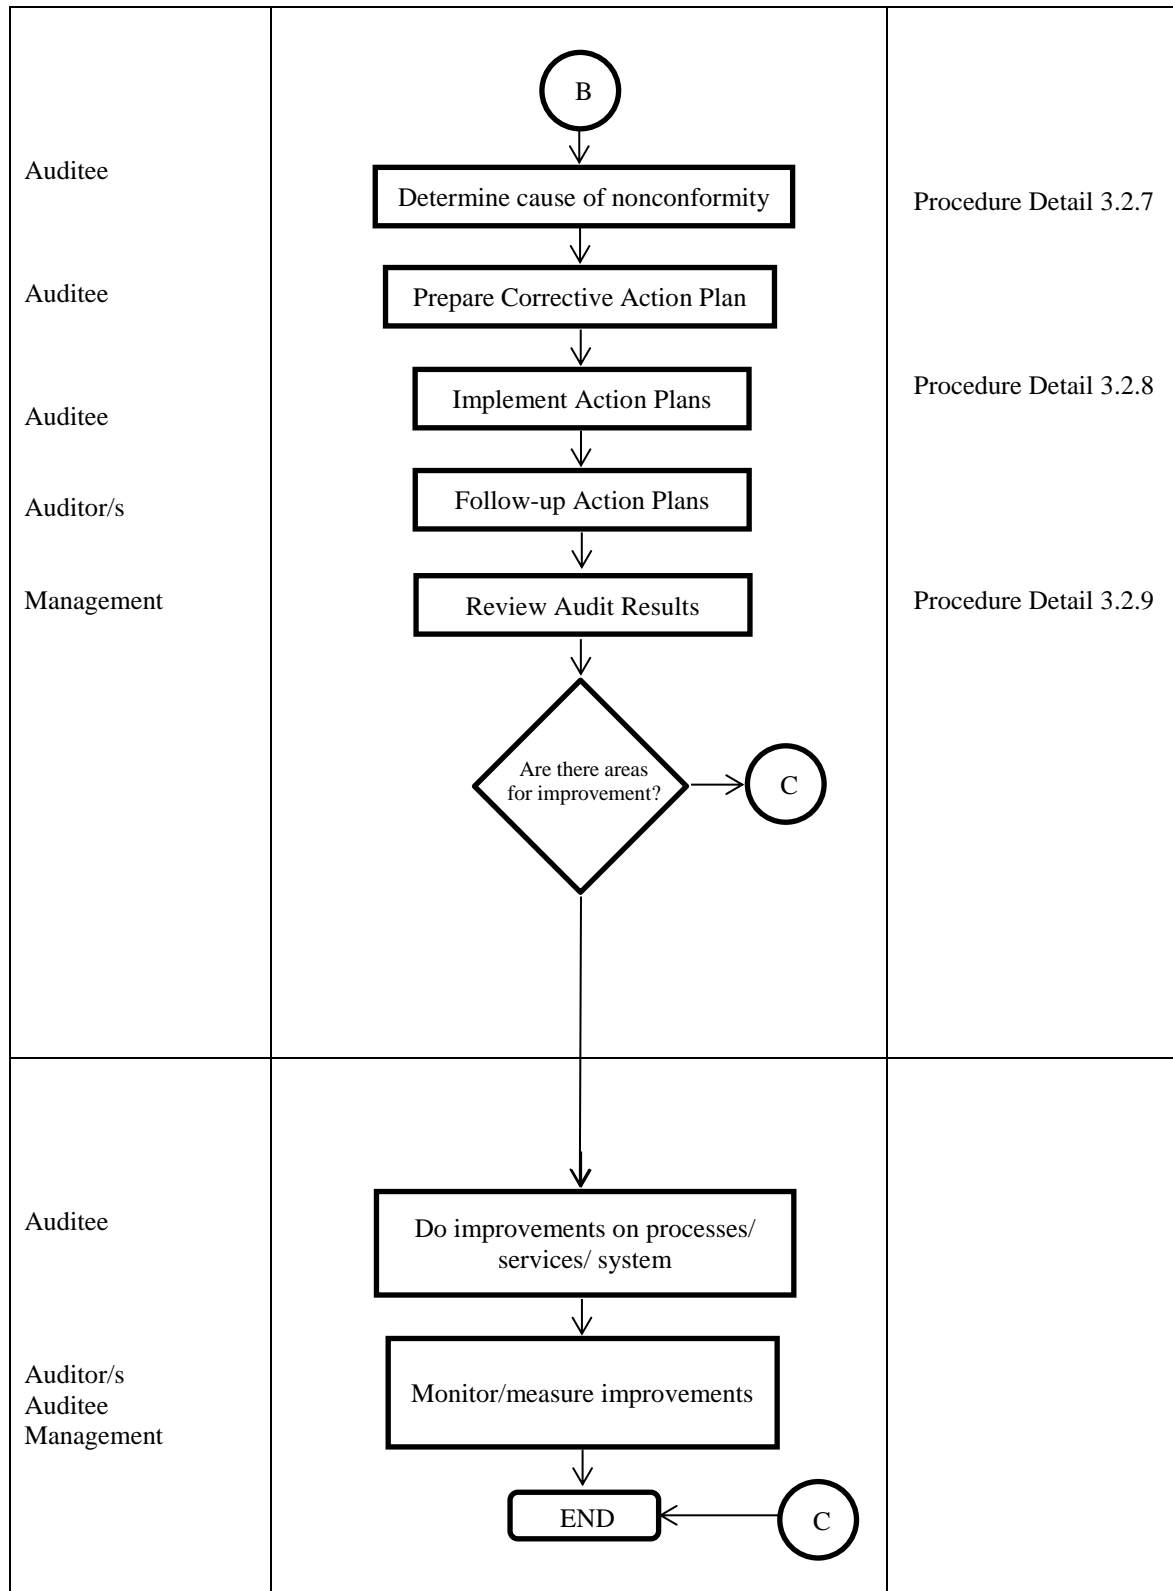 B
Auditee
Determine cause of nonconformity
Procedure Detail 3.2.7
Auditee
Prepare Corrective Action Plan
Auditee
Implement Action Plans
Procedure Detail 3.2.8
Auditor/s
Follow-up Action Plans
Management
Review Audit Results
Procedure Detail 3.2.9
Are there areas
for improvement?
C
Auditee
Do improvements on processes/
services/ system
Auditor/s
Auditee
Management
Monitor/measure improvements
END
C